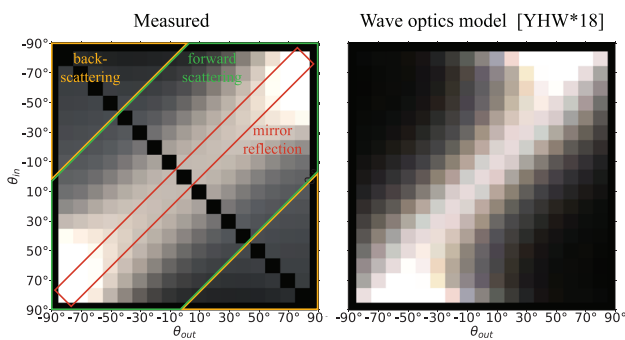 Measured
Wave optics model [YHW*18]
-90°
-70°
-50°
-30°
-10°
10°
30°
50°
70°
90°
θin
back-
scattering
forward
scattering
mirror
reflection
-90° -70° -50° -30° -10° 10° 30° 50° 70° 90°
θout
-90° -70° -50° -30° -10° 10° 30° 50° 70° 90°
θout